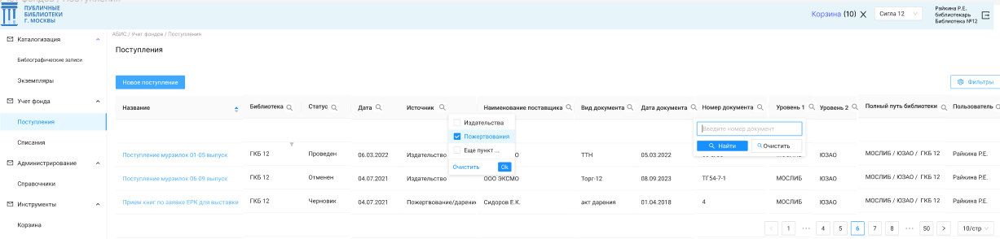 ПУБЛИЧНЫЕ
БИБЛИОТЕКИ
Г. МОСКВЫ
Корзина (10) X
Сигла 12
Райкина Р.Е.
библиотекарь
Библиотека №12
Каталогизация
Библиографические записи
Экземпляры
Учет фонда
Поступления
Списания
Администрирование
Справочники
Инструменты
Корзина
АБИС / Учет фондов / Поступления
Поступления
Новое поступление
Фильтры
Название Библиотека Статус Дата Источник Наименование поставщика Вид документа Дата документа Номер документа Уровень 1 Уровень 2 Полный путь библиотеки Пользователь
Издательства
Пожертвования
Еще пункт ...
Очистить Ok
Введите номер документ
Найти Очистить
Поступление мурзилок 01-05 выпуск ГКБ 12 Проведен 06.03.2022 Издательство ТТН 05.03.2022 ЮЗАО МОСЛИБ / ЮЗАО / ГКБ 12 Райкина Р.Е.
Поступление мурзилок 06-09 выпуск ГКБ 12 Отменен 04.07.2021 Издательство ООО ЭКСМО Торг-12 08.09.2023 ТГ54-7-1 МОСЛИБ ЮЗАО МОСЛИБ / ЮЗАО / ГКБ 12 Райкина Р.Е.
Прием книг по заявке ЕРК для выставки ГКБ 12 Черновик 04.07.2021 Пожертвование/дарени Сидоров Е.К. акт дарения 01.04.2018 4 МОСЛИБ ЮЗАО МОСЛИБ / ЮЗАО / ГКБ 12 Райкина Р.Е.
< 1 ••• 4 5 6 7 8 ••• 50 > 10/стр